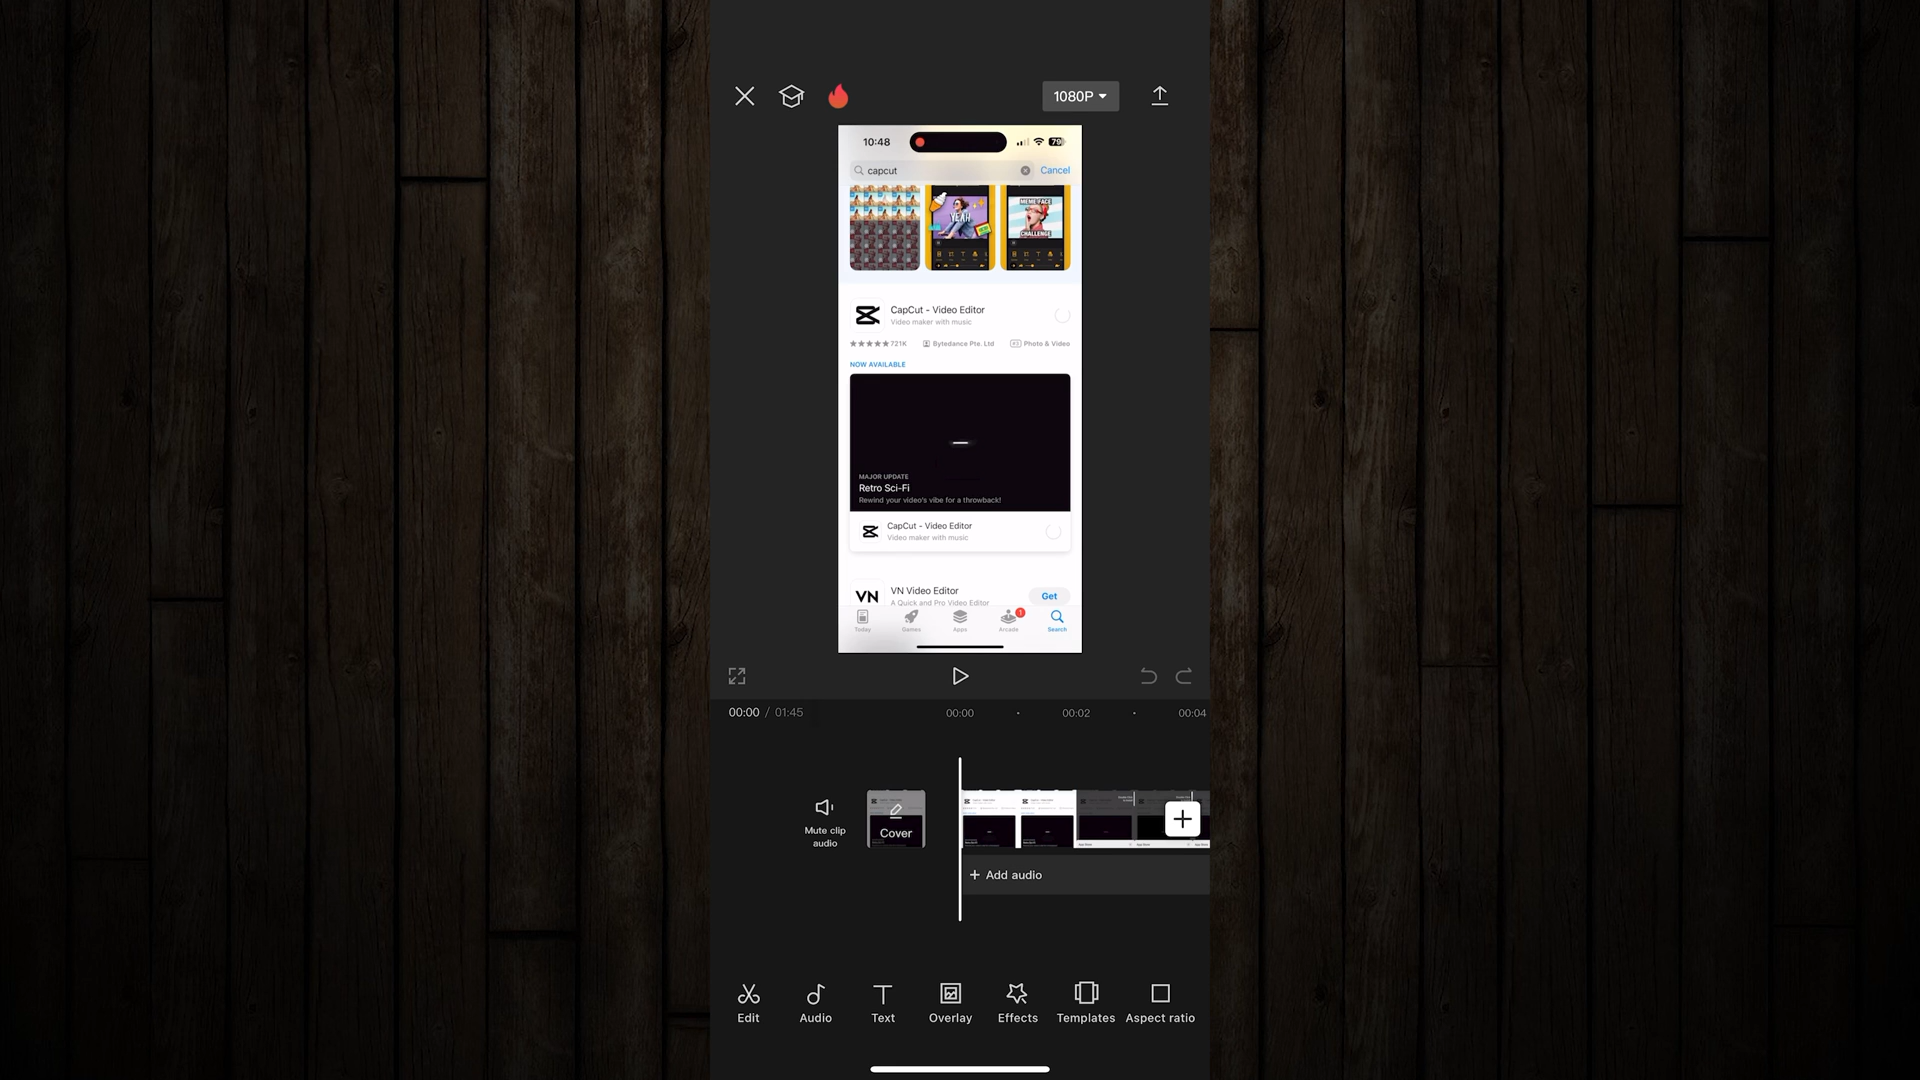 1080P
10:48
79
capcut
Cancel
YEAH
MEME FACE
CHALLENGE
CapCut - Video Editor
Video maker with music
721K
Bytedance Pte. Ltd
#3
Photo & Video
NOW AVAILABLE
MAJOR UPDATE
Retro Sci-Fi
Rewind your video's vibe for a throwback!
CapCut - Video Editor
Video maker with music
VN
VN Video Editor
A Quick and Pro Video Editor
Get
1
Today
Games
Apps
Arcade
Search
00:00 / 01:45
00:00
00:02
00:04
Mute clip
audio
Cover
+ Add audio
Edit
Audio
Text
Overlay
Effects
Templates
Aspect ratio